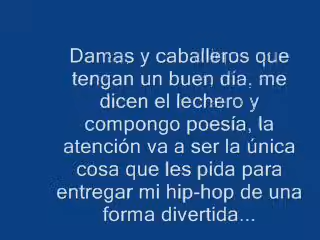 Damas y caballeros que
tengan un buen día, me
dicen el lechero y
compongo poesía, la
atención va a ser la única
cosa que les pida para
entregar mi hip-hop de una
forma divertida...